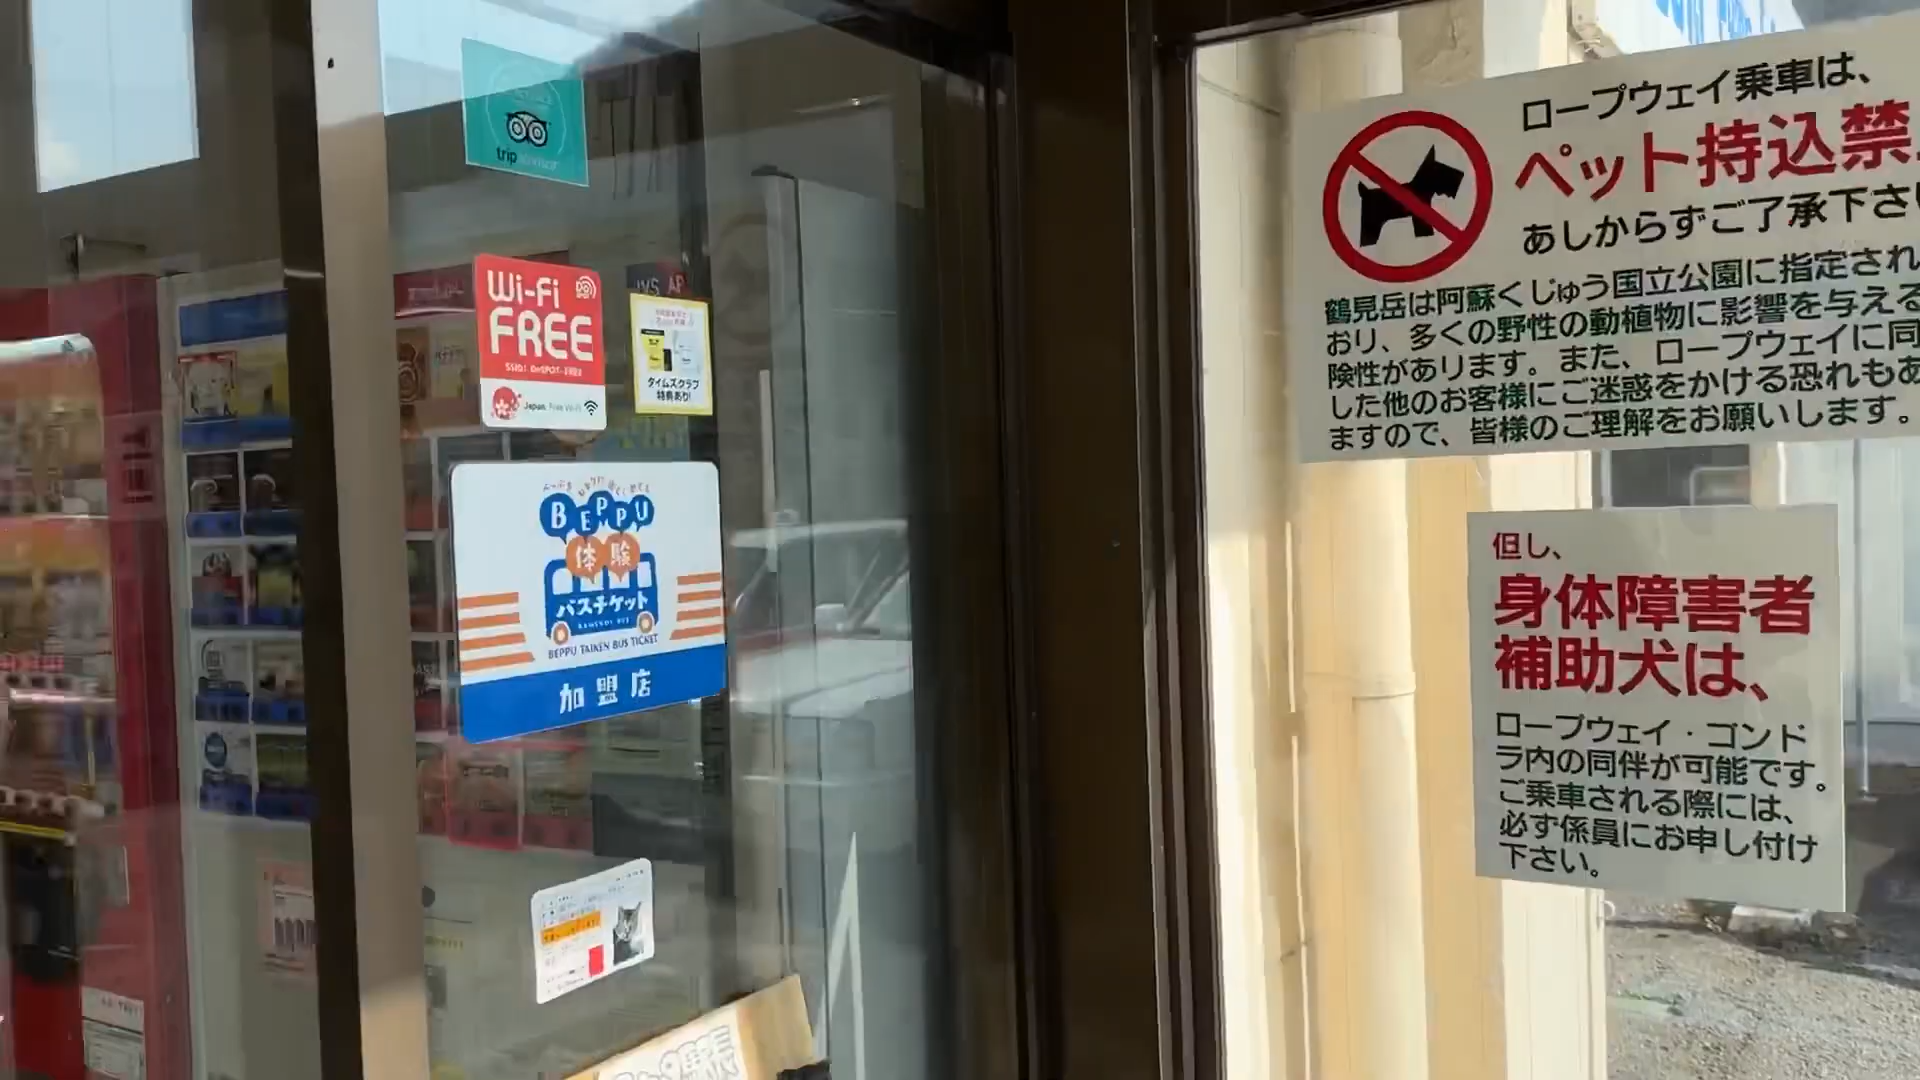 trip
Wi-Fi
FREE
Japan. Free Wi-Fi
タイムズクラブ
特典あり!
BEPPU
体験
バスチケット
KAMENOI BUS
BEPPU TAIKEN BUS TICKET
加盟店
ロープウェイ乗車は、
ペット持込禁
あしからずご了承下さ
鶴見岳は阿蘇くじゅう国立公園に指定され
おり、多くの野性の動植物に影響を与える
険性があります。また、ロープウェイに同
した他のお客様にご迷惑をかける恐れもあ
ますので、皆様のご理解をお願いします。
但し、
身体障害者
補助犬は、
ロープウェイ・ゴンド
ラ内の同伴が可能です。
ご乗車される際には、
必ず係員にお申し付け
下さい。